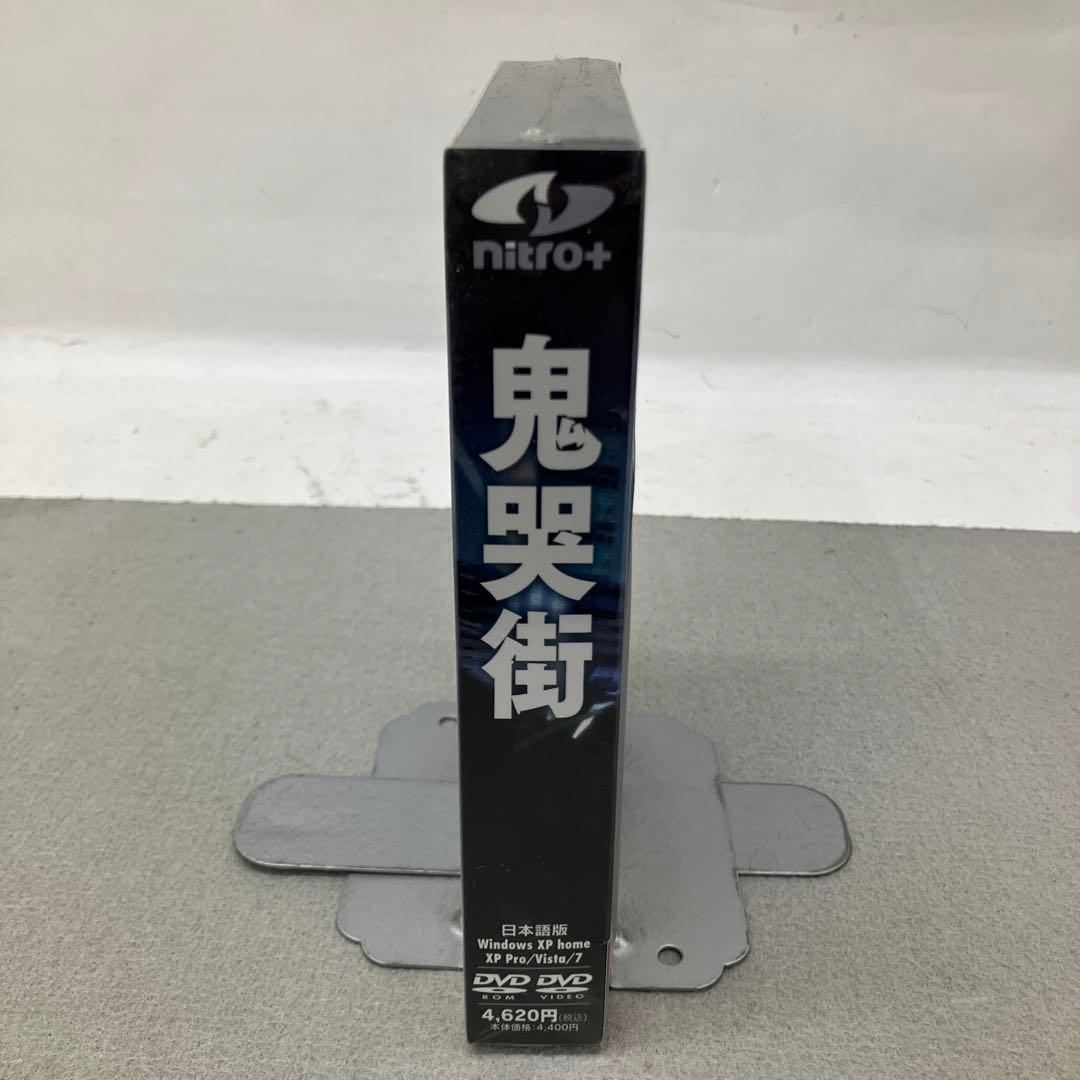 nitro+
鬼哭街
日本語版
Windows XP home
XP Pro/Vista/7
DVD DVD
ROM VIDEO
4,620円(税込)
本体価格:4,400円